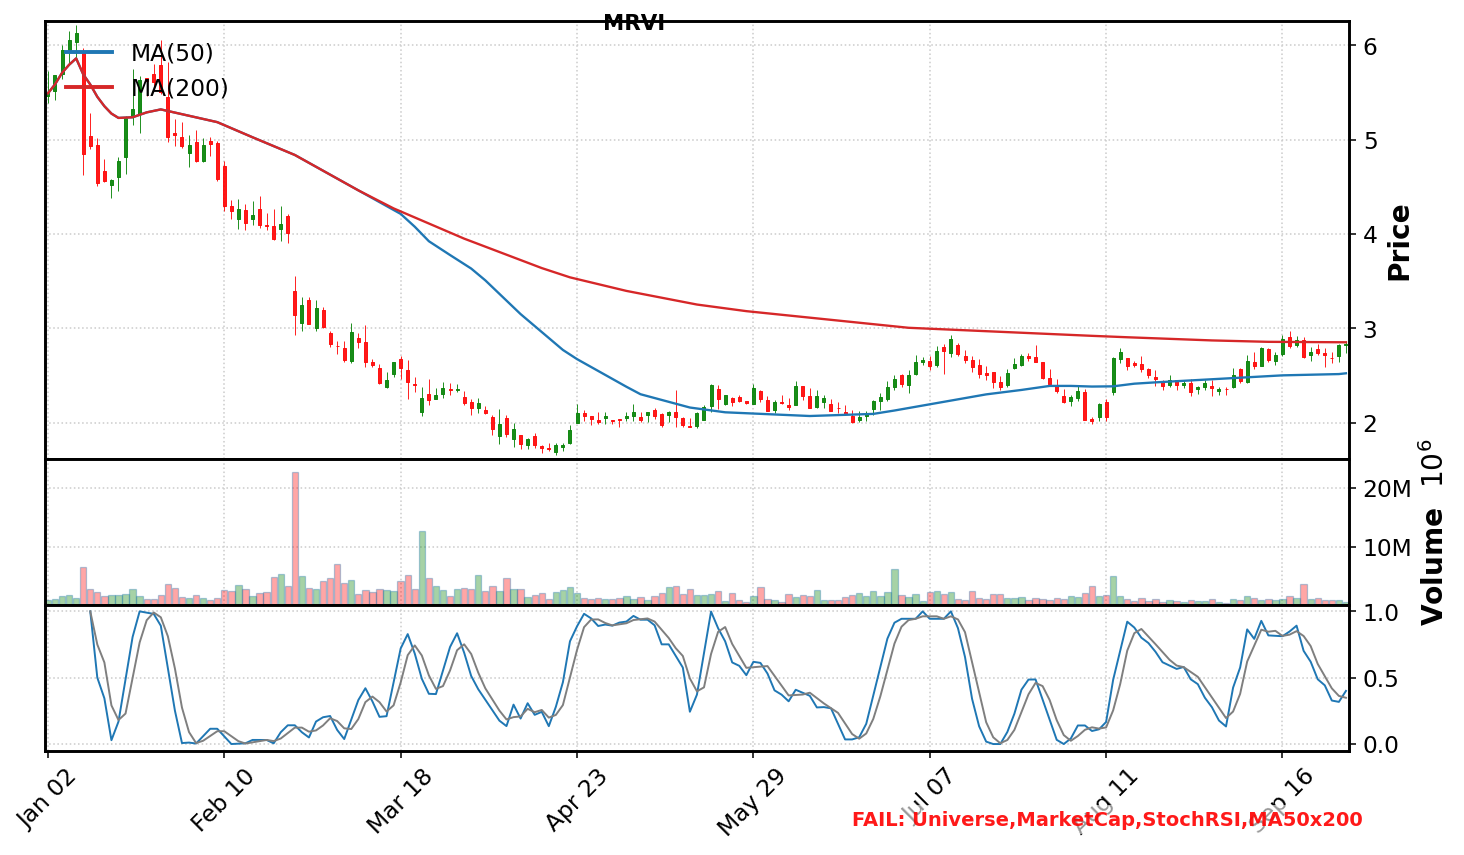 MRVI
MA(50)
MA(200)
6
5
4
3
2
Price
20M
10M
Volume 10^6
1.0
0.5
0.0
Jan 02
Feb 10
Mar 18
Apr 23
May 29
Jul 07
Aug 11
Sep 16
FAIL: Universe,MarketCap,StochRSI,MA50x200